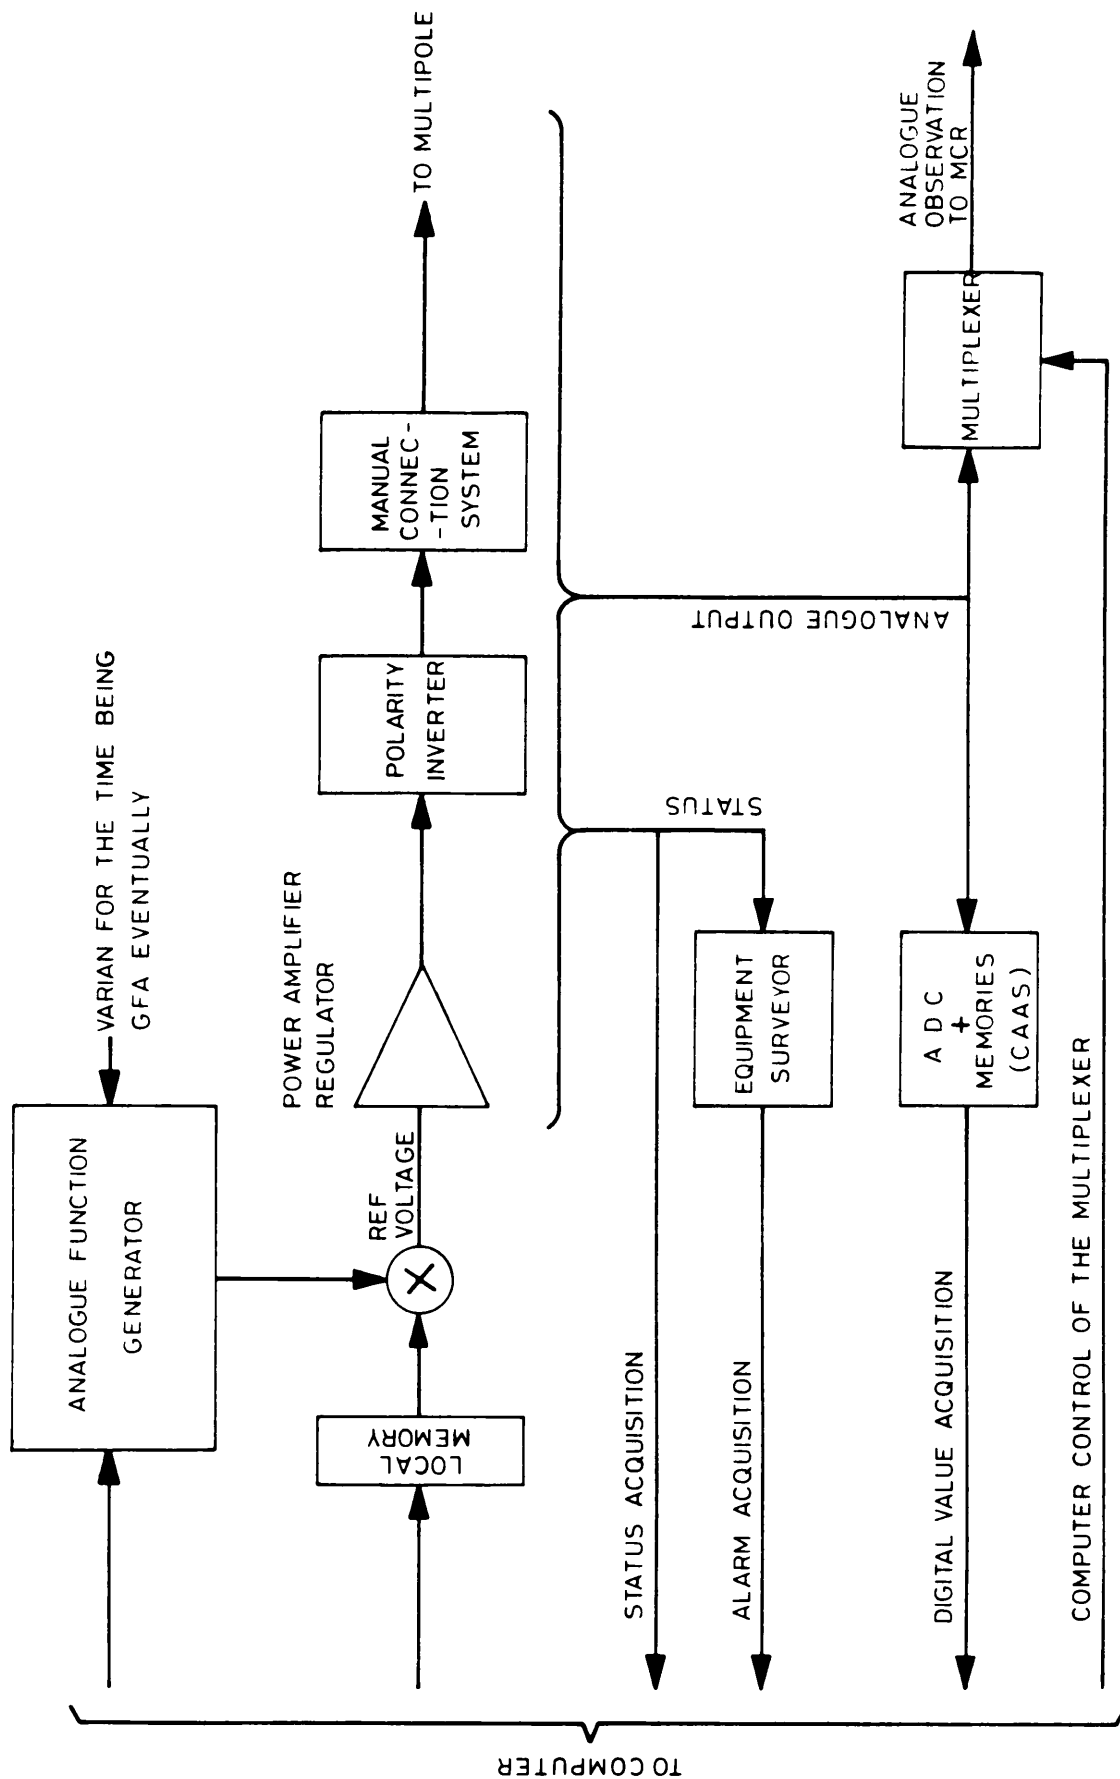 VARIAN FOR THE TIME BEING
GFA EVENTUALLY
ANALOGUE FUNCTION
GENERATOR
POWER AMPLIFIER
REGULATOR
REF
VOLTAGE
LOCAL
MEMORY
POLARITY
INVERTER
MANUAL
CONNEC-
-TION
SYSTEM
TO MULTIPOLE
STATUS
ANALOGUE OUTPUT
STATUS ACQUISITION
EQUIPMENT
SURVEYOR
ALARM ACQUISITION
ADC
+
MEMORIES
(CAAS)
DIGITAL VALUE ACQUISITION
MULTIPLEXER
ANALOGUE
OBSERVATION
TO MCR
COMPUTER CONTROL OF THE MULTIPLEXER
TO COMPUTER